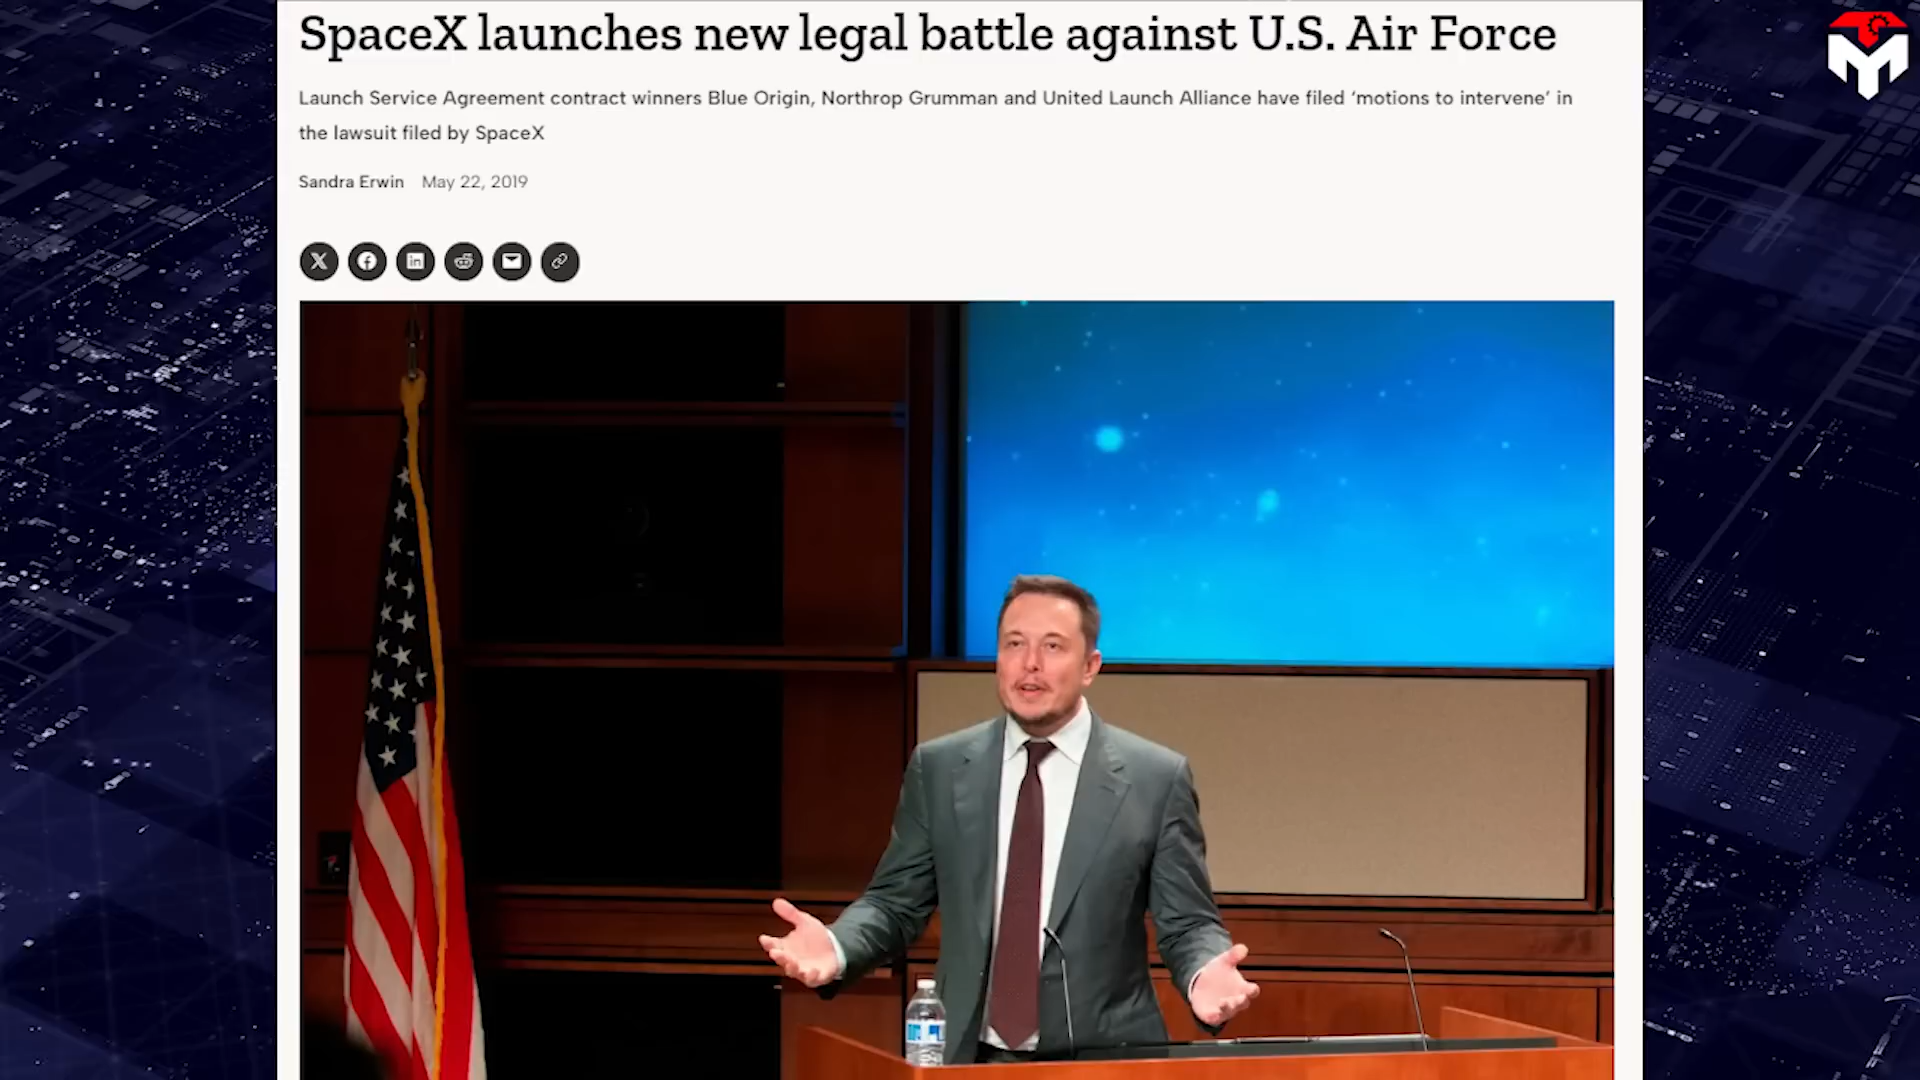 SpaceX launches new legal battle against U.S. Air Force
Launch Service Agreement contract winners Blue Origin, Northrop Grumman and United Launch Alliance have filed ‘motions to intervene’ in
the lawsuit filed by SpaceX
Sandra Erwin May 22, 2019